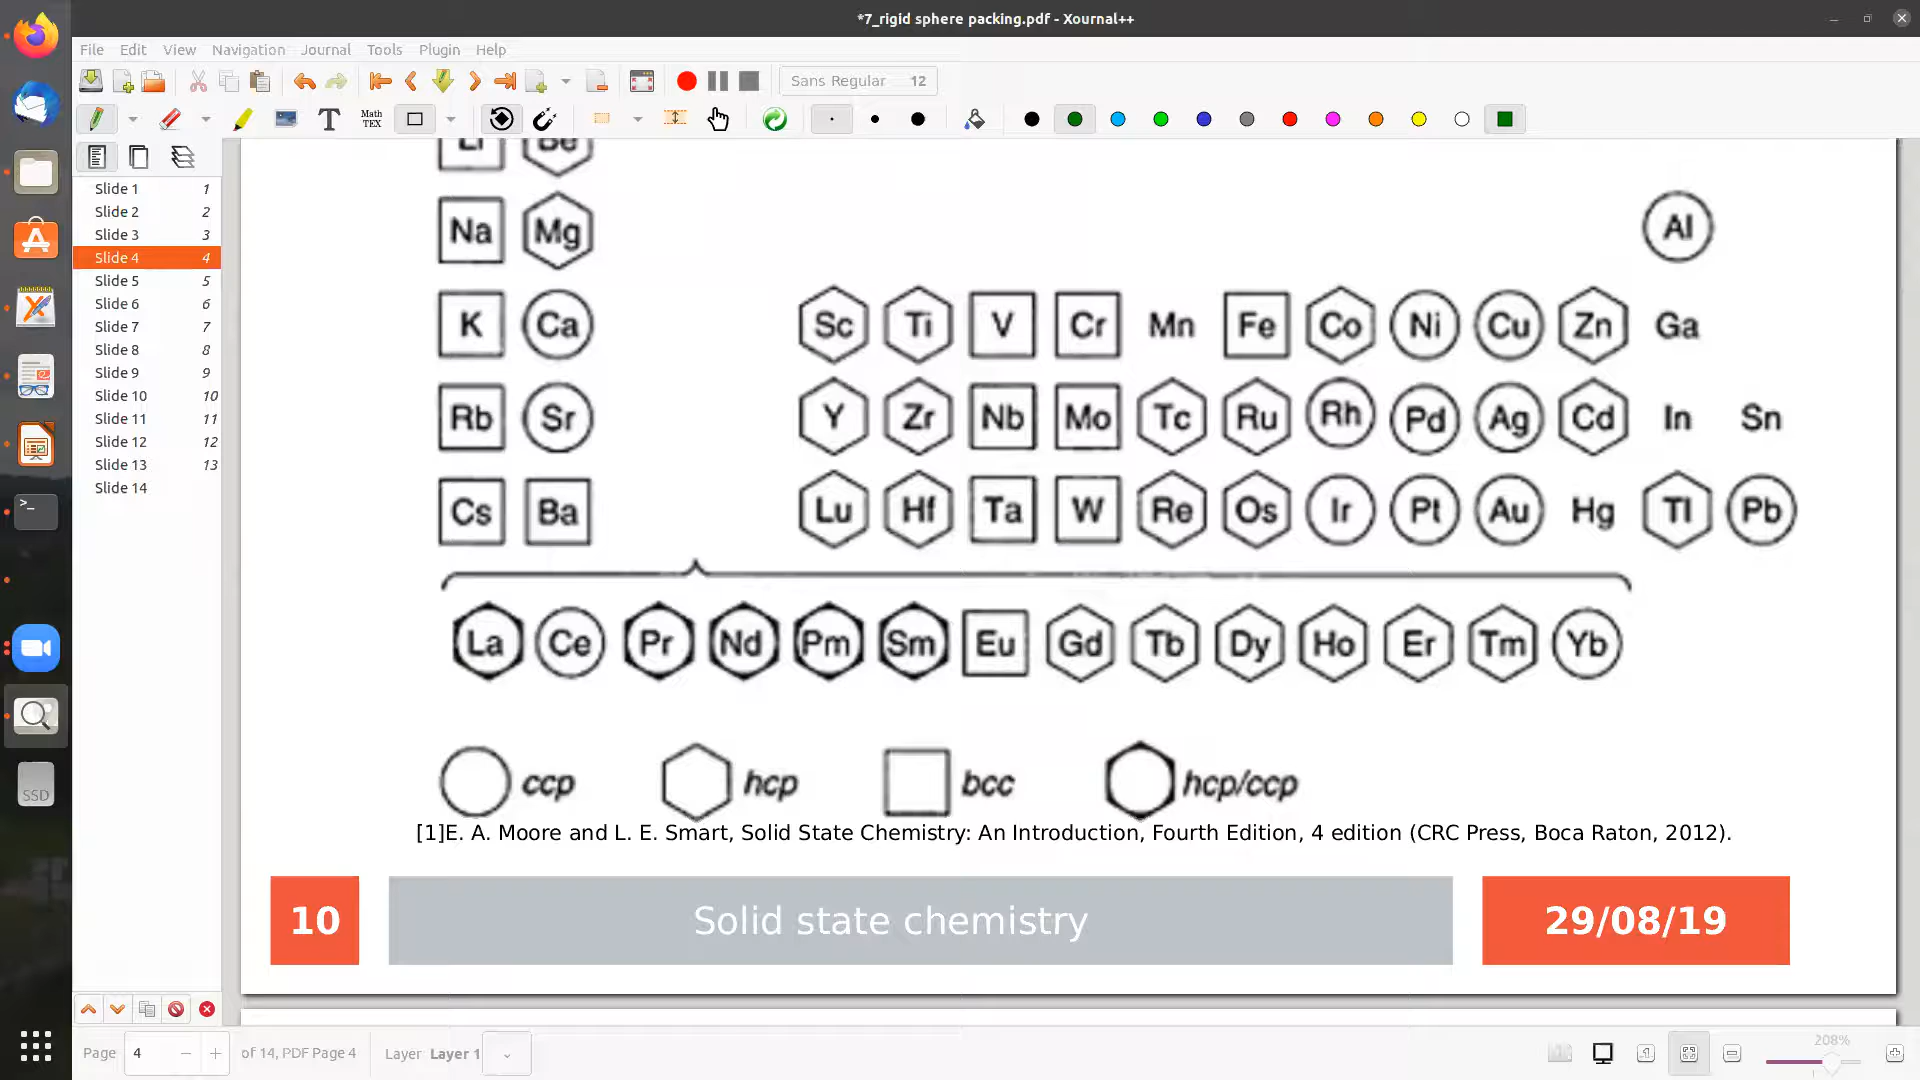 *7_rigid sphere packing.pdf - Xournal++
File Edit View Navigation Journal Tools Plugin Help
Sans Regular 12
Math
TEX
Slide 1 1
Slide 2 2
Slide 3 3
Slide 4 4
Slide 5 5
Slide 6 6
Slide 7 7
Slide 8 8
Slide 9 9
Slide 10 10
Slide 11 11
Slide 12 12
Slide 13 13
Slide 14
Li Be
Na Mg Al
K Ca Sc Ti V Cr Mn Fe Co Ni Cu Zn Ga
Rb Sr Y Zr Nb Mo Tc Ru Rh Pd Ag Cd In Sn
Cs Ba Lu Hf Ta W Re Os Ir Pt Au Hg Tl Pb
La Ce Pr Nd Pm Sm Eu Gd Tb Dy Ho Er Tm Yb
ccp hcp bcc hcp/ccp
[1]E. A. Moore and L. E. Smart, Solid State Chemistry: An Introduction, Fourth Edition, 4 edition (CRC Press, Boca Raton, 2012).
10 Solid state chemistry 29/08/19
SSD
Page 4 of 14, PDF Page 4 Layer Layer 1
208%